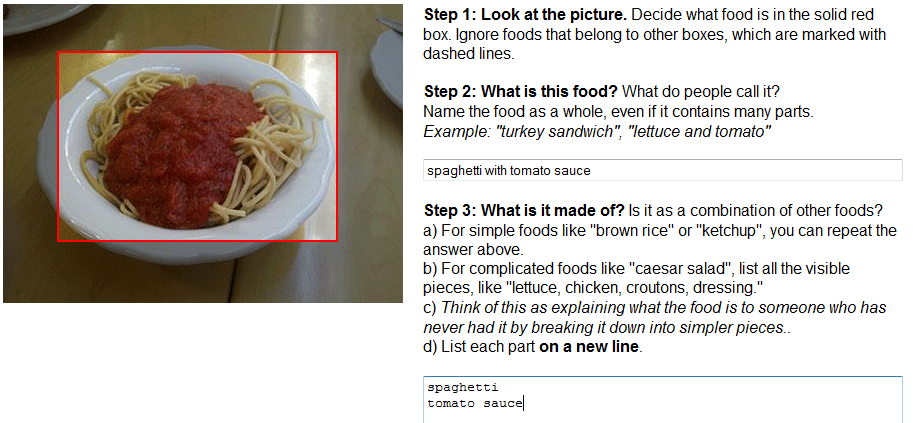 Step 1: Look at the picture. Decide what food is in the solid red
box. Ignore foods that belong to other boxes, which are marked with
dashed lines.
Step 2: What is this food? What do people call it?
Name the food as a whole, even if it contains many parts.
Example: "turkey sandwich", "lettuce and tomato"
spaghetti with tomato sauce
Step 3: What is it made of? Is it as a combination of other foods?
a) For simple foods like "brown rice" or "ketchup", you can repeat the
answer above.
b) For complicated foods like "caesar salad", list all the visible
pieces, like "lettuce, chicken, croutons, dressing."
c) Think of this as explaining what the food is to someone who has
never had it by breaking it down into simpler pieces..
d) List each part on a new line.
spaghetti
tomato sauce